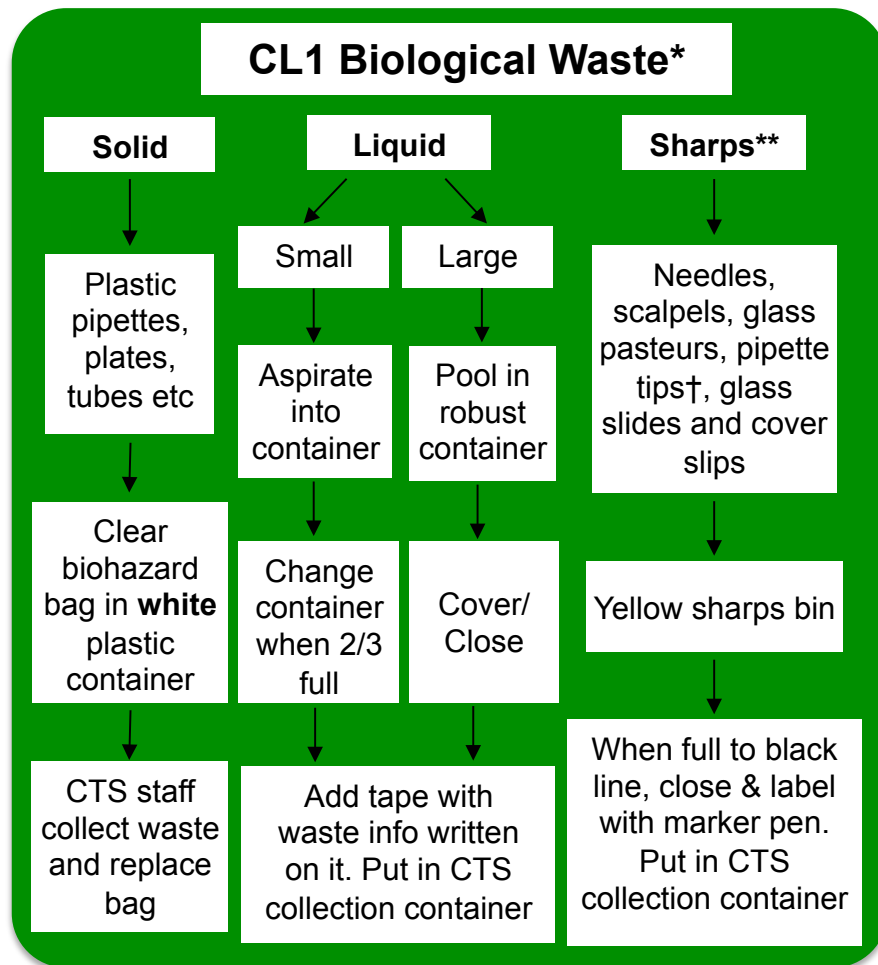 CL1 Biological Waste*
Solid
Plastic
pipettes,
plates,
tubes etc
Clear
biohazard
bag in white
plastic
container
CTS staff
collect waste
and replace
bag
Liquid
Small
Aspirate
into
container
Change
container
when 2/3
full
Large
Pool in
robust
container
Cover/
Close
Add tape with
waste info written
on it. Put in CTS
collection container
Sharps**
Needles,
scalpels, glass
pasteurs, pipette
tips†, glass
slides and cover
slips
Yellow sharps bin
When full to black
line, close & label
with marker pen.
Put in CTS
collection container